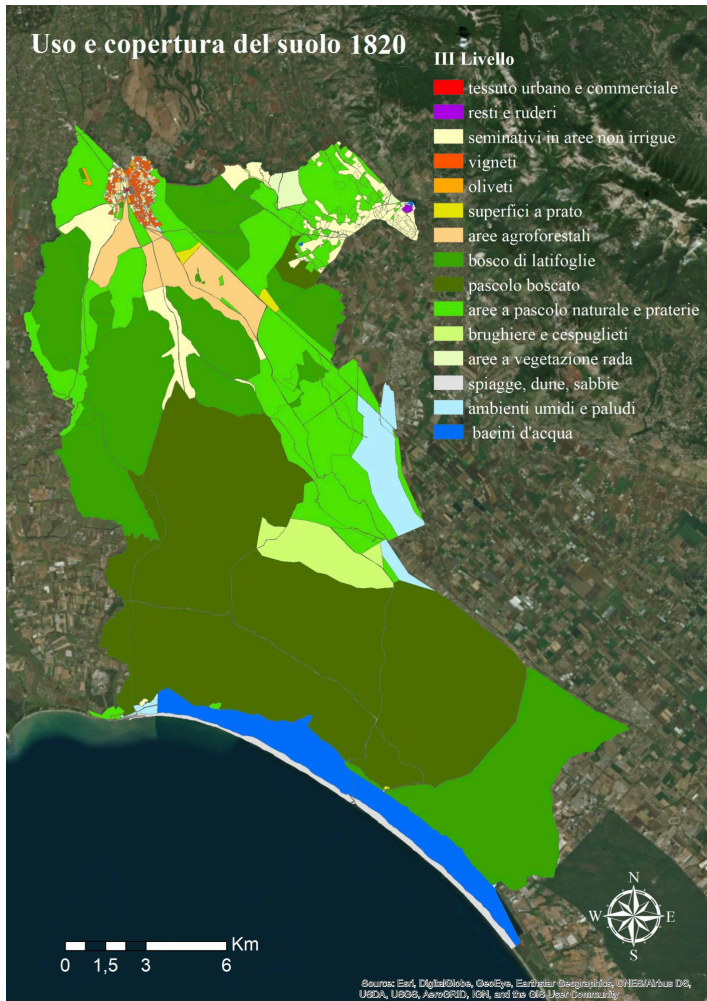 Uso e copertura del suolo 1820
III Livello
tessuto urbano e commerciale
resti e ruderi
seminativi in aree non irrigue
vigneti
oliveti
superfici a prato
aree agroforestali
bosco di latifoglie
pascolo boscato
aree a pascolo naturale e praterie
brughiere e cespuglieti
aree a vegetazione rada
spiagge, dune, sabbie
ambienti umidi e paludi
bacini d'acqua
N
W E
S
Km
0 1,5 3 6
Source: Esri, DigitalGlobe, GeoEye, Earthstar Geographics, CNES/Airbus DS,
USDA, USGS, AeroGRID, IGN, and the GIS User Community